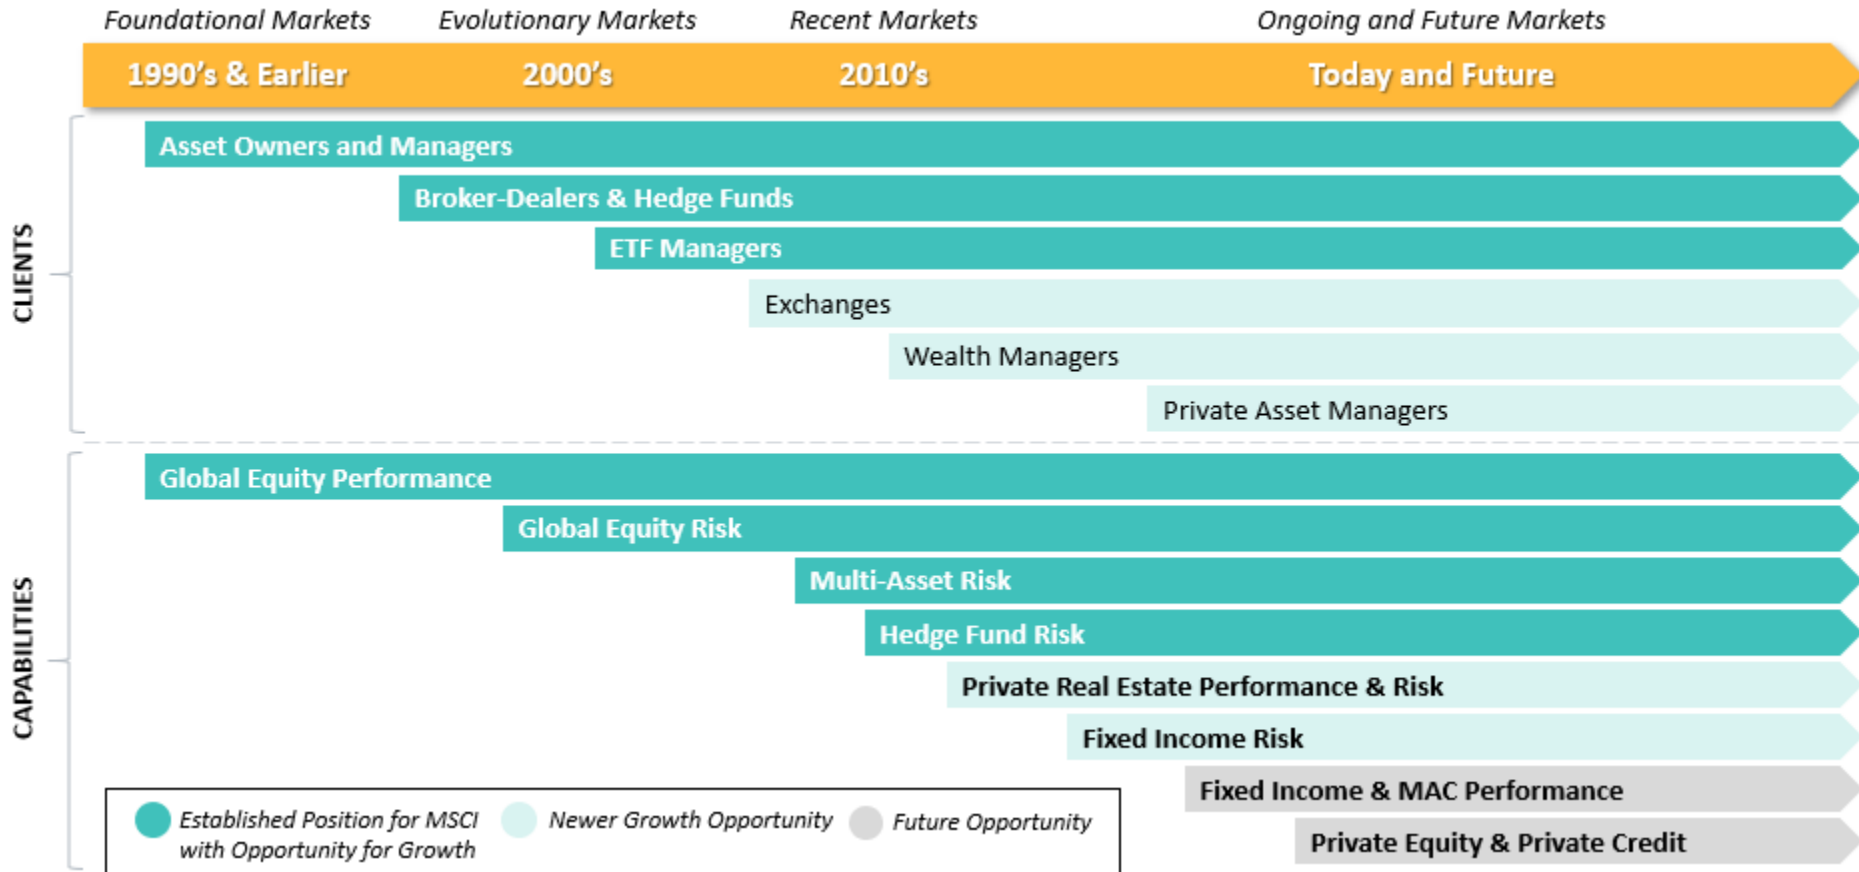 Foundational Markets
Evolutionary Markets
Recent Markets
Ongoing and Future Markets
1990’s & Earlier
2000’s
2010’s
Today and Future
CLIENTS
Asset Owners and Managers
Broker-Dealers & Hedge Funds
ETF Managers
Exchanges
Wealth Managers
Private Asset Managers
CAPABILITIES
Global Equity Performance
Global Equity Risk
Multi-Asset Risk
Hedge Fund Risk
Private Real Estate Performance & Risk
Fixed Income Risk
Fixed Income & MAC Performance
Private Equity & Private Credit
Established Position for MSCI
with Opportunity for Growth
Newer Growth Opportunity
Future Opportunity